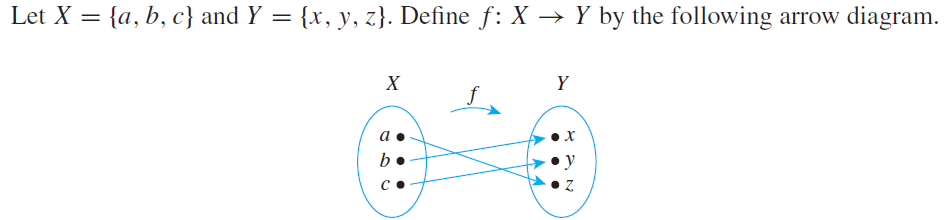 Let X = {a, b, c} and Y = {x, y, z}. Define f: X → Y by the following arrow diagram.
X f Y
a x
b y
c z